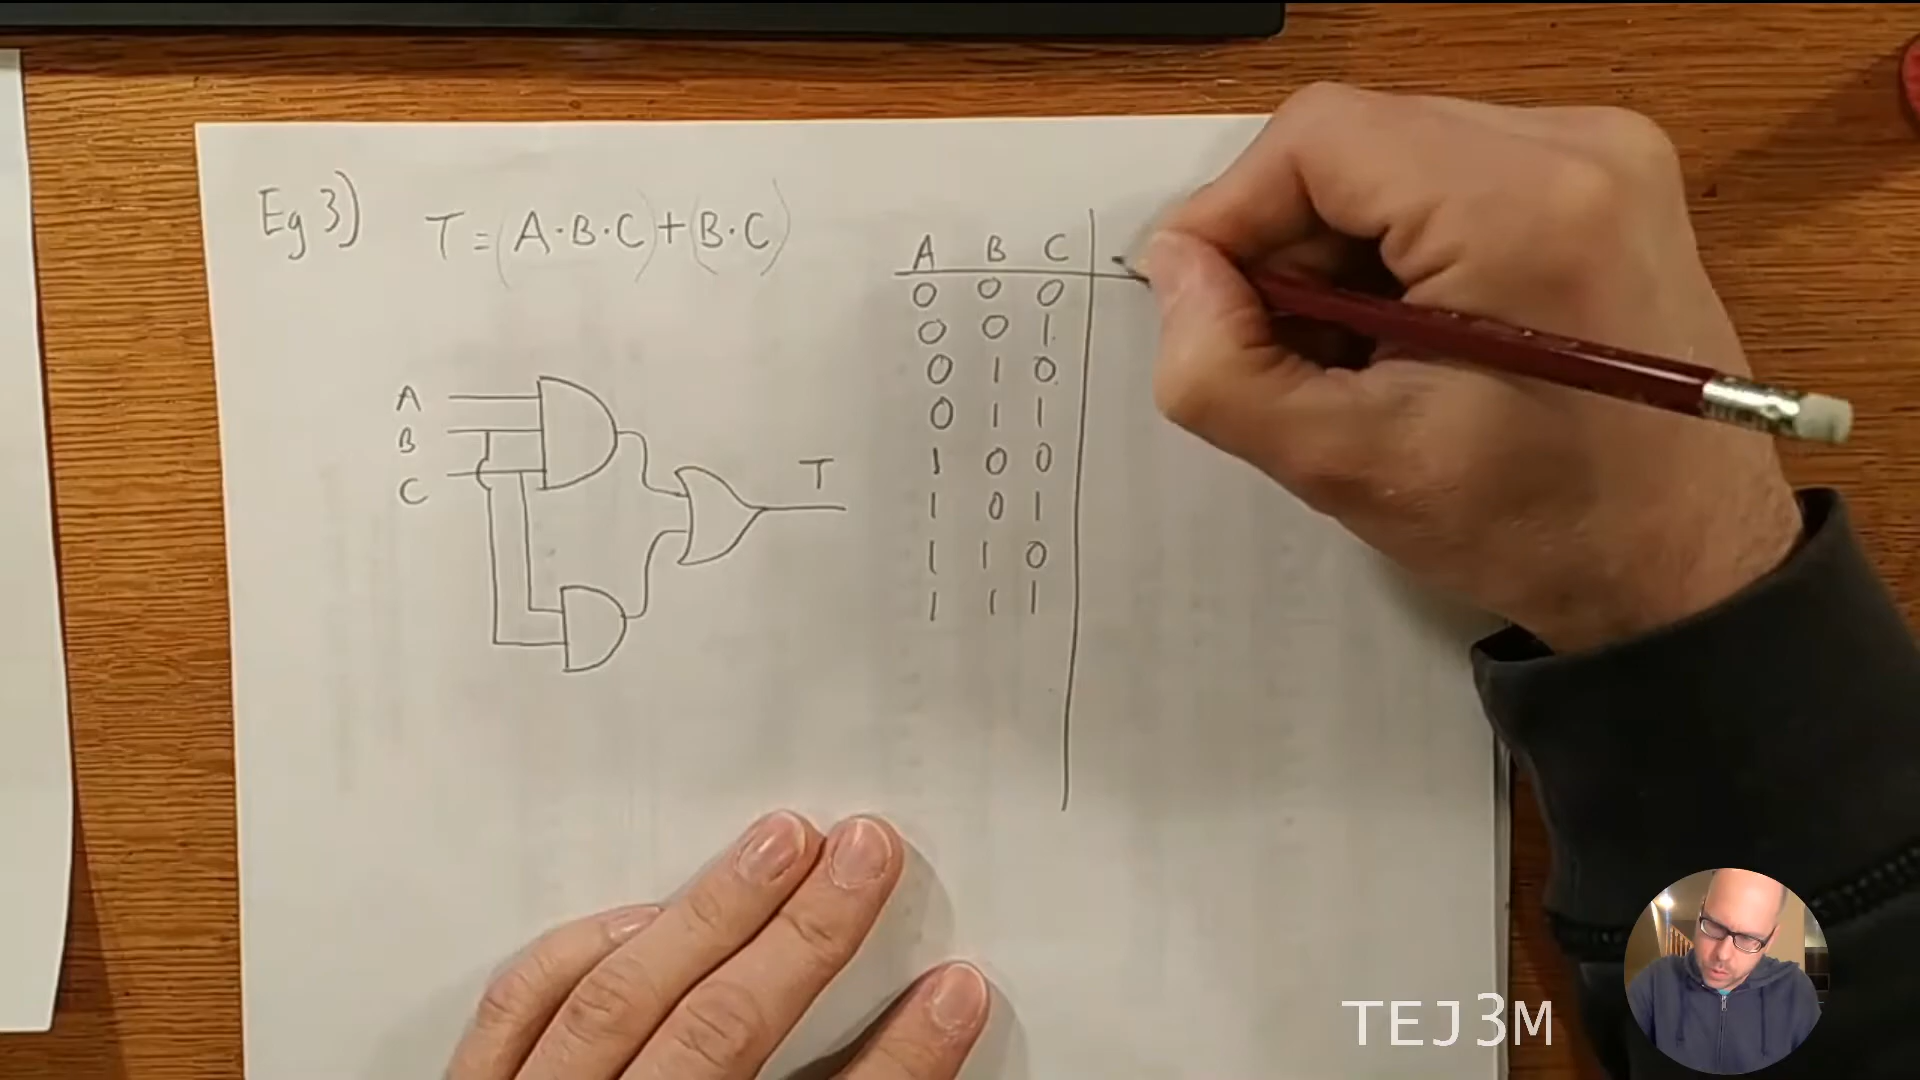 Eg 3) T = (A·B·C) + (B·C)
A B C
0 0 0
0 0 1
0 1 0
0 1 1
1 0 0
1 0 1
1 1 0
1 1 1
A
B
C
T
TEJ3M